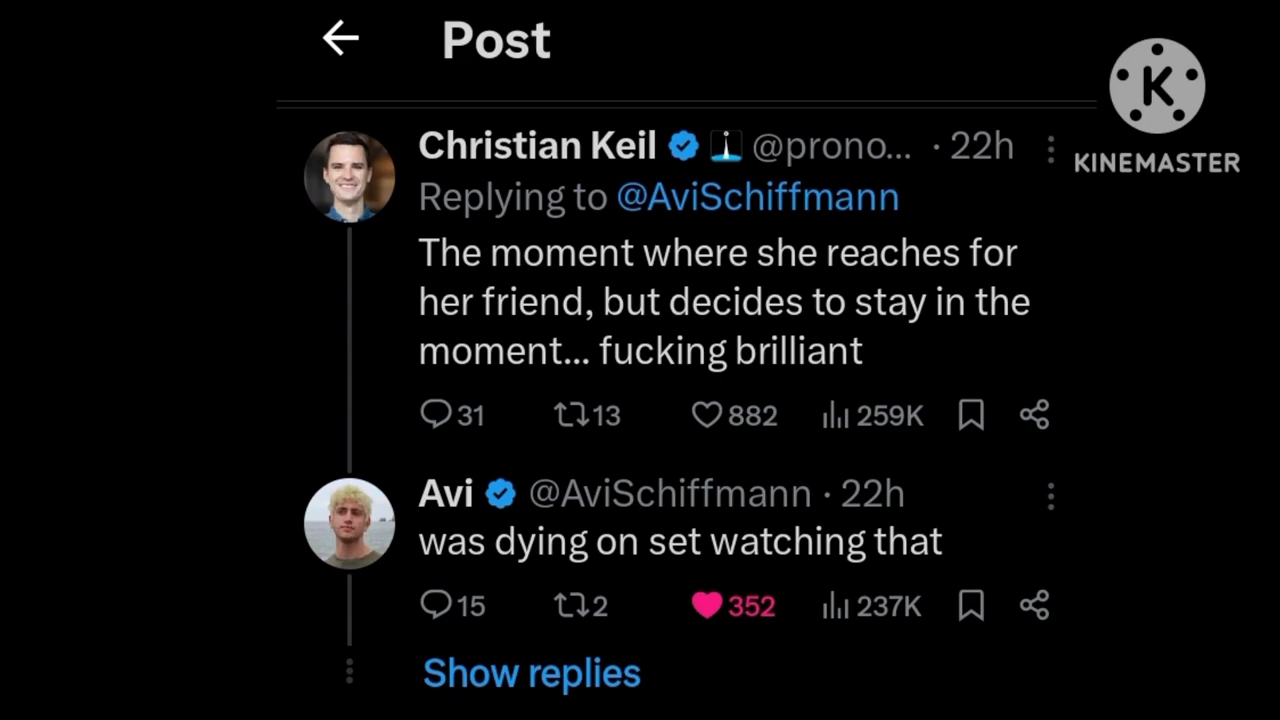 Post
KINEMASTER
Christian Keil @prono... · 22h
Replying to @AviSchiffmann
The moment where she reaches for
her friend, but decides to stay in the
moment... fucking brilliant
31 13 882 259K
Avi @AviSchiffmann · 22h
was dying on set watching that
15 2 352 237K
Show replies